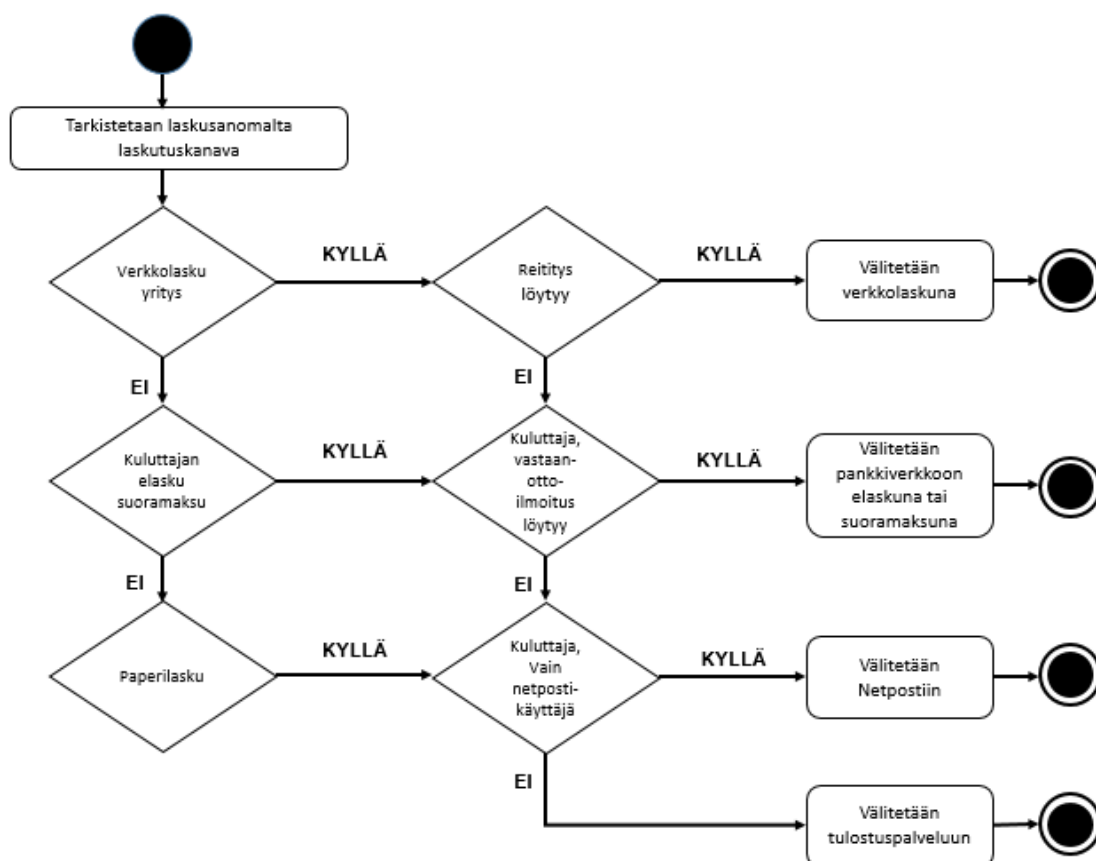 Tarkistetaan laskusanomalta
laskutuskanava
Verkkolasku
yritys
KYLLÄ
Reititys
löytyy
KYLLÄ
Välitetään
verkkolaskuna
EI
EI
Kuluttajan
elasku
suoramaksu
KYLLÄ
Kuluttaja,
vastaan-
otto-
ilmoitus
löytyy
KYLLÄ
Välitetään
pankkiverkkoon
elaskuna tai
suoramaksuna
EI
EI
Paperilasku
KYLLÄ
Kuluttaja,
Vain
netposti-
käyttäjä
KYLLÄ
Välitetään
Netpostiin
EI
Välitetään
tulostuspalveluun